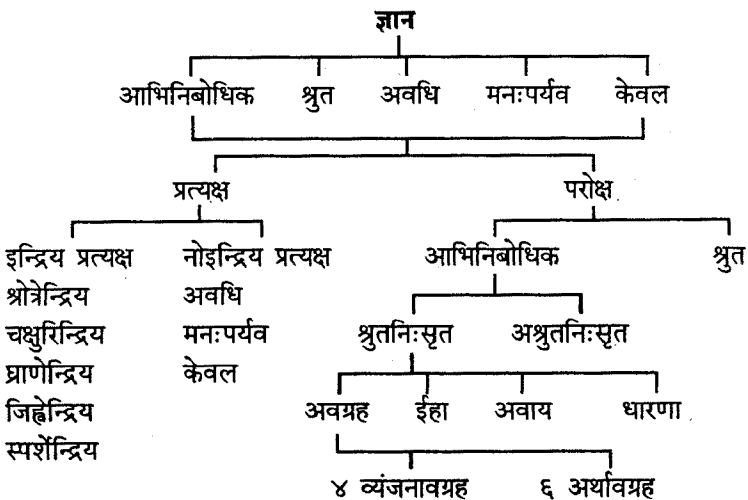 ज्ञान
आभिनिबोधिक श्रुत अवधि मनःपर्यव केवल
प्रत्यक्ष परोक्ष
इन्द्रिय प्रत्यक्ष नोइन्द्रिय प्रत्यक्ष आभिनिबोधिक श्रुत
श्रोत्रेन्द्रिय अवधि
चक्षुरिन्द्रिय मनःपर्यव श्रुतनिःसृत अश्रुतनिःसृत
घ्राणेन्द्रिय केवल
जिह्वेन्द्रिय अवग्रह ईहा अवाय धारणा
स्पर्शेन्द्रिय
४ व्यंजनावग्रह ६ अर्थावग्रह